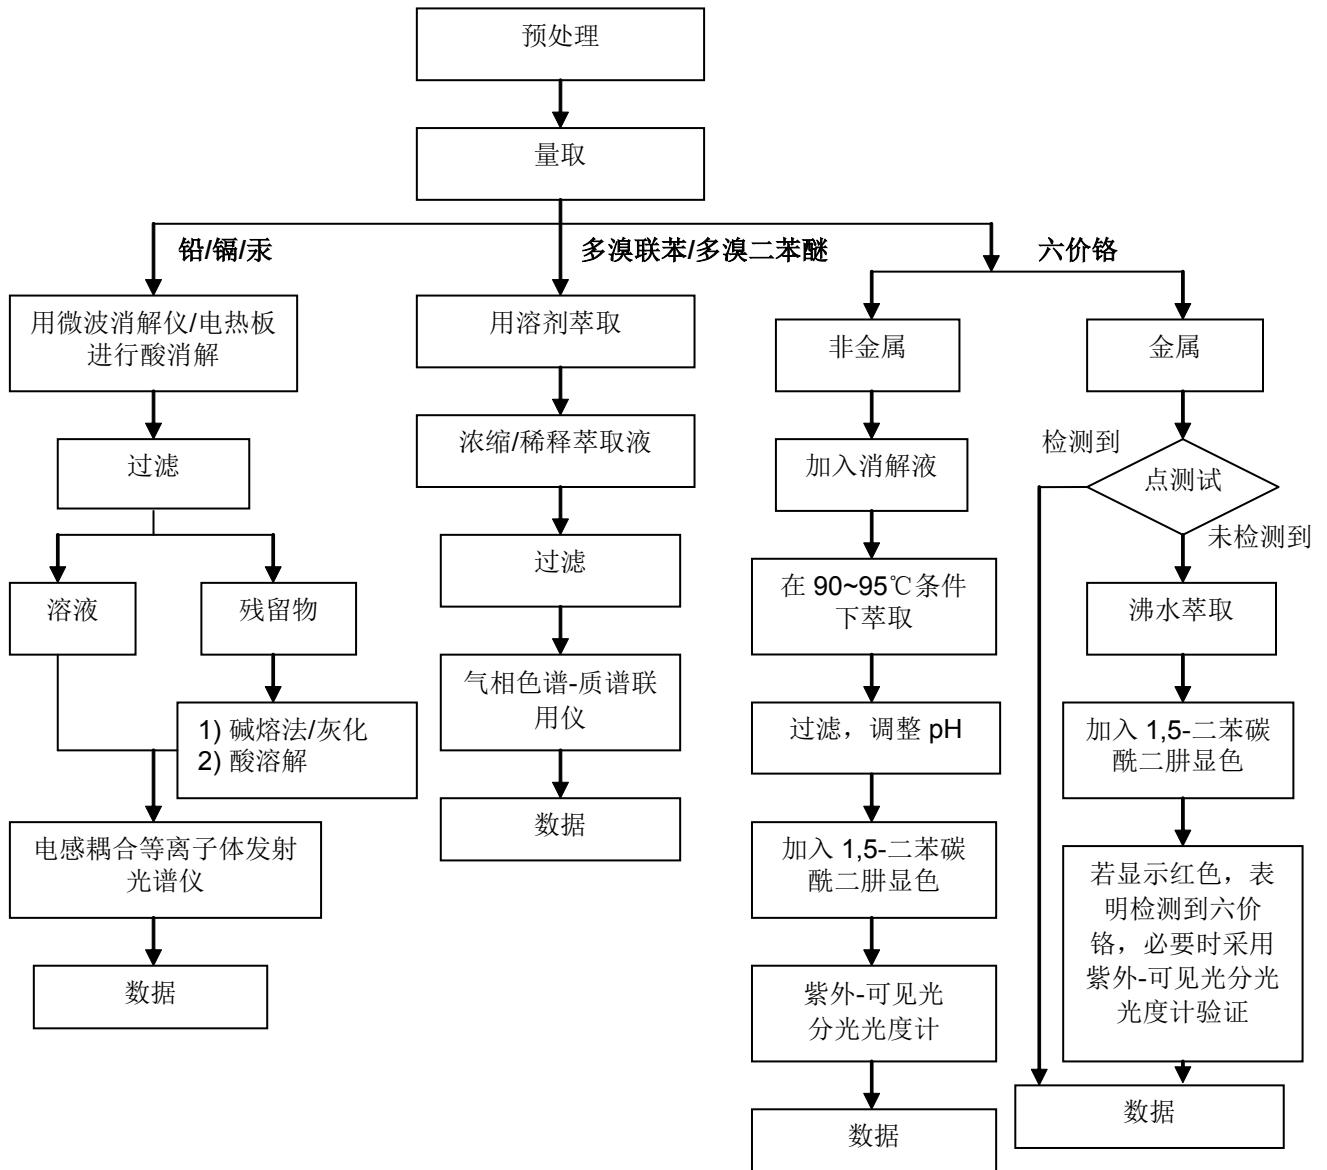 预处理
量取
铅/镉/汞
多溴联苯/多溴二苯醚
六价铬
用微波消解仪/电热板
进行酸消解
过滤
溶液
残留物
1) 碱熔法/灰化
2) 酸溶解
电感耦合等离子体发射
光谱仪
数据
用溶剂萃取
浓缩/稀释萃取液
过滤
气相色谱-质谱联
用仪
数据
非金属
加入消解液
在 90~95℃条件
下萃取
过滤，调整 pH
加入 1,5-二苯碳
酰二肼显色
紫外-可见光
分光光度计
数据
金属
检测到
点测试
未检测到
沸水萃取
加入 1,5-二苯碳
酰二肼显色
若显示红色，表
明检测到六价
铬，必要时采用
紫外-可见光分光
光度计验证
数据